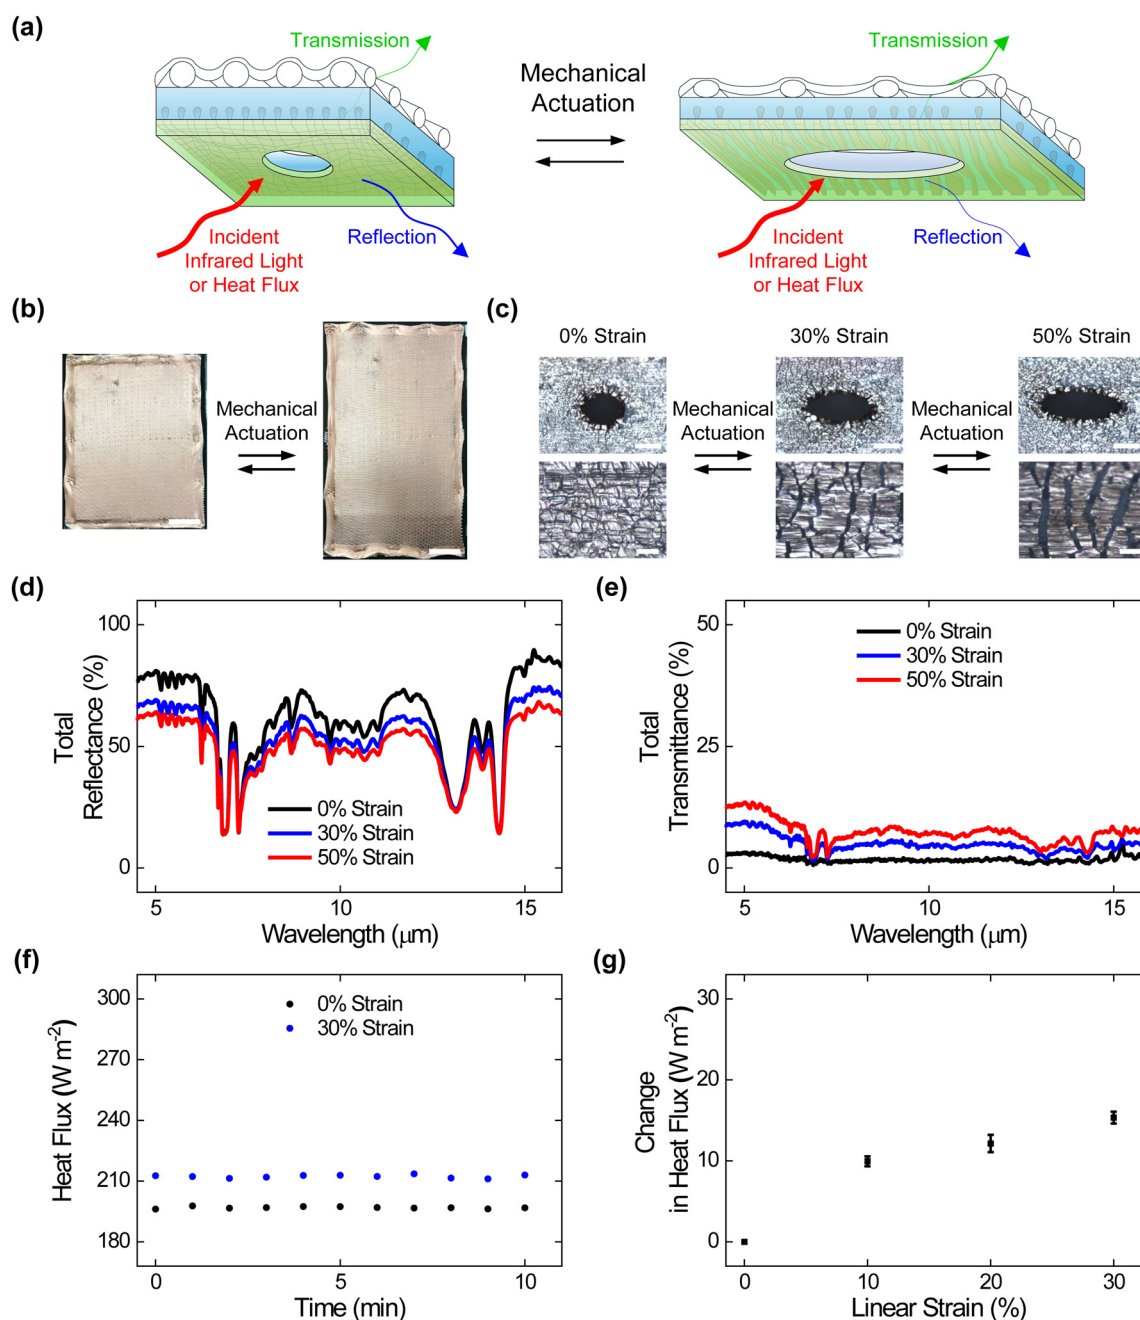 (a)
Transmission
Mechanical
Actuation
Transmission
Incident
Infrared Light
or Heat Flux
Reflection
Incident
Infrared Light
or Heat Flux
Reflection
(b)
Mechanical
Actuation
(c)
0% Strain
30% Strain
50% Strain
Mechanical
Actuation
Mechanical
Actuation
(d)
Total
Reflectance (%)
100
50
0
0% Strain
30% Strain
50% Strain
5
10
15
Wavelength (μm)
(e)
Total
Transmittance (%)
50
25
0
0% Strain
30% Strain
50% Strain
5
10
15
Wavelength (μm)
(f)
Heat Flux (W m⁻²)
300
270
240
210
180
0% Strain
30% Strain
0
5
10
Time (min)
(g)
Change
in Heat Flux (W m⁻²)
30
20
10
0
0
10
20
30
Linear Strain (%)